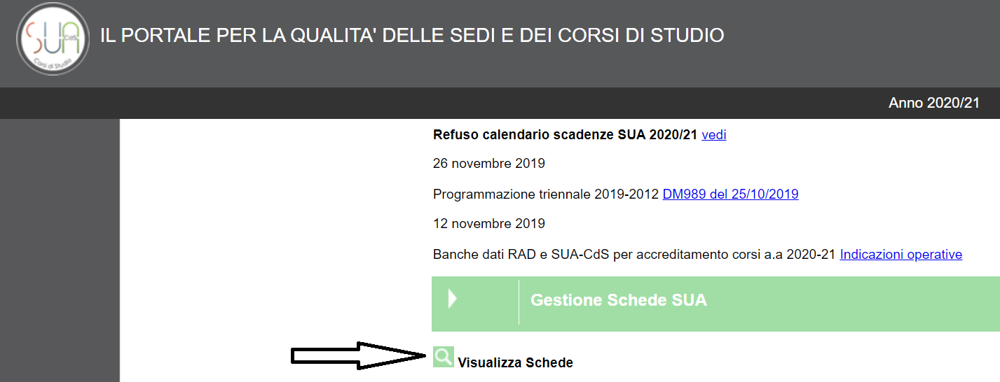 SUA
CdS
Corsi di Studio
IL PORTALE PER LA QUALITA' DELLE SEDI E DEI CORSI DI STUDIO
Anno 2020/21
Refuso calendario scadenze SUA 2020/21 vedi
26 novembre 2019
Programmazione triennale 2019-2012 DM989 del 25/10/2019
12 novembre 2019
Banche dati RAD e SUA-CdS per accreditamento corsi a.a 2020-21 Indicazioni operative
Gestione Schede SUA
Visualizza Schede